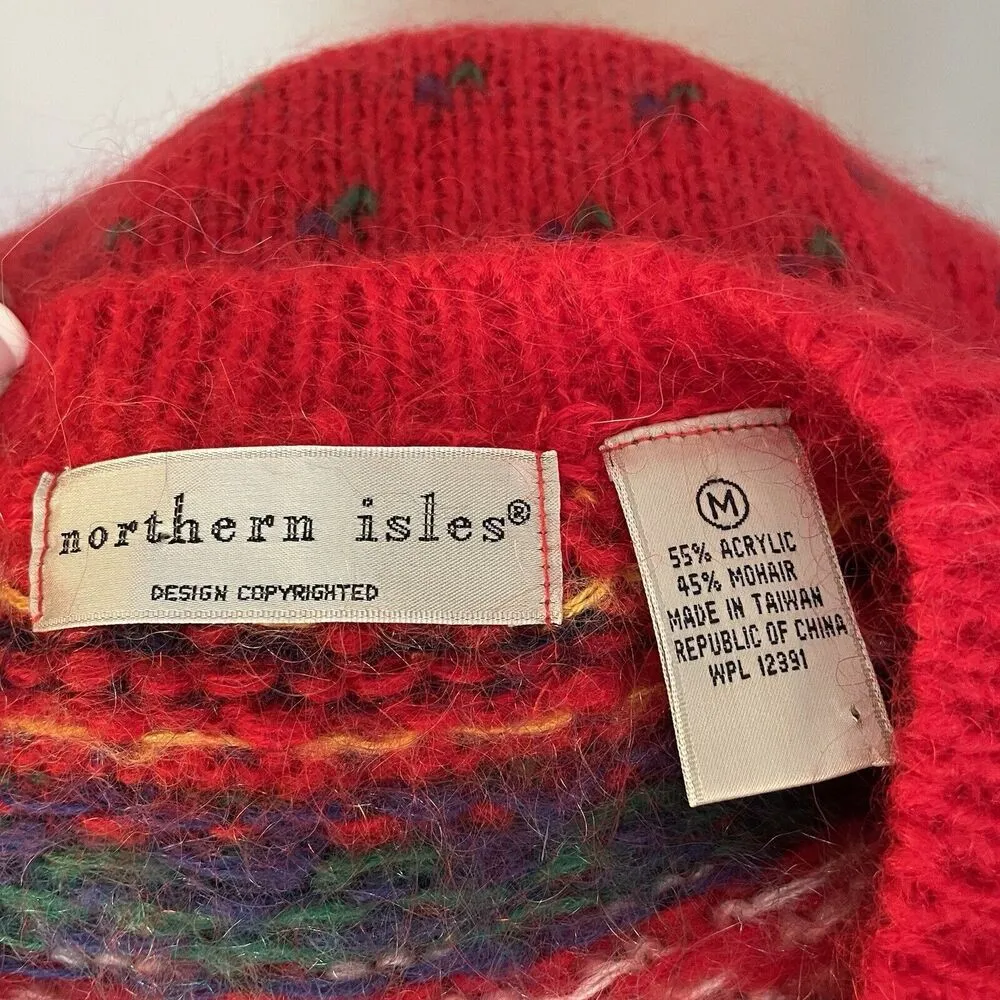 northern isles®
DESIGN COPYRIGHTED
M
55% ACRYLIC
45% MOHAIR
MADE IN TAIWAN
REPUBLIC OF CHINA
WPL 12391